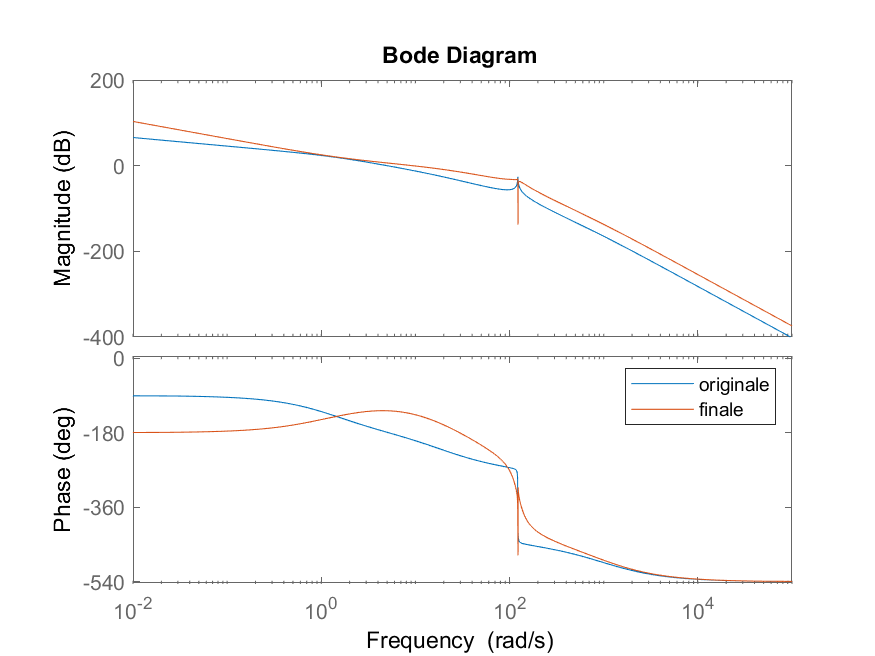 Bode Diagram
Magnitude (dB)
200
0
-200
-400
Phase (deg)
0
-180
-360
-540
originale
finale
10^-2 10^0 10^2 10^4
Frequency (rad/s)